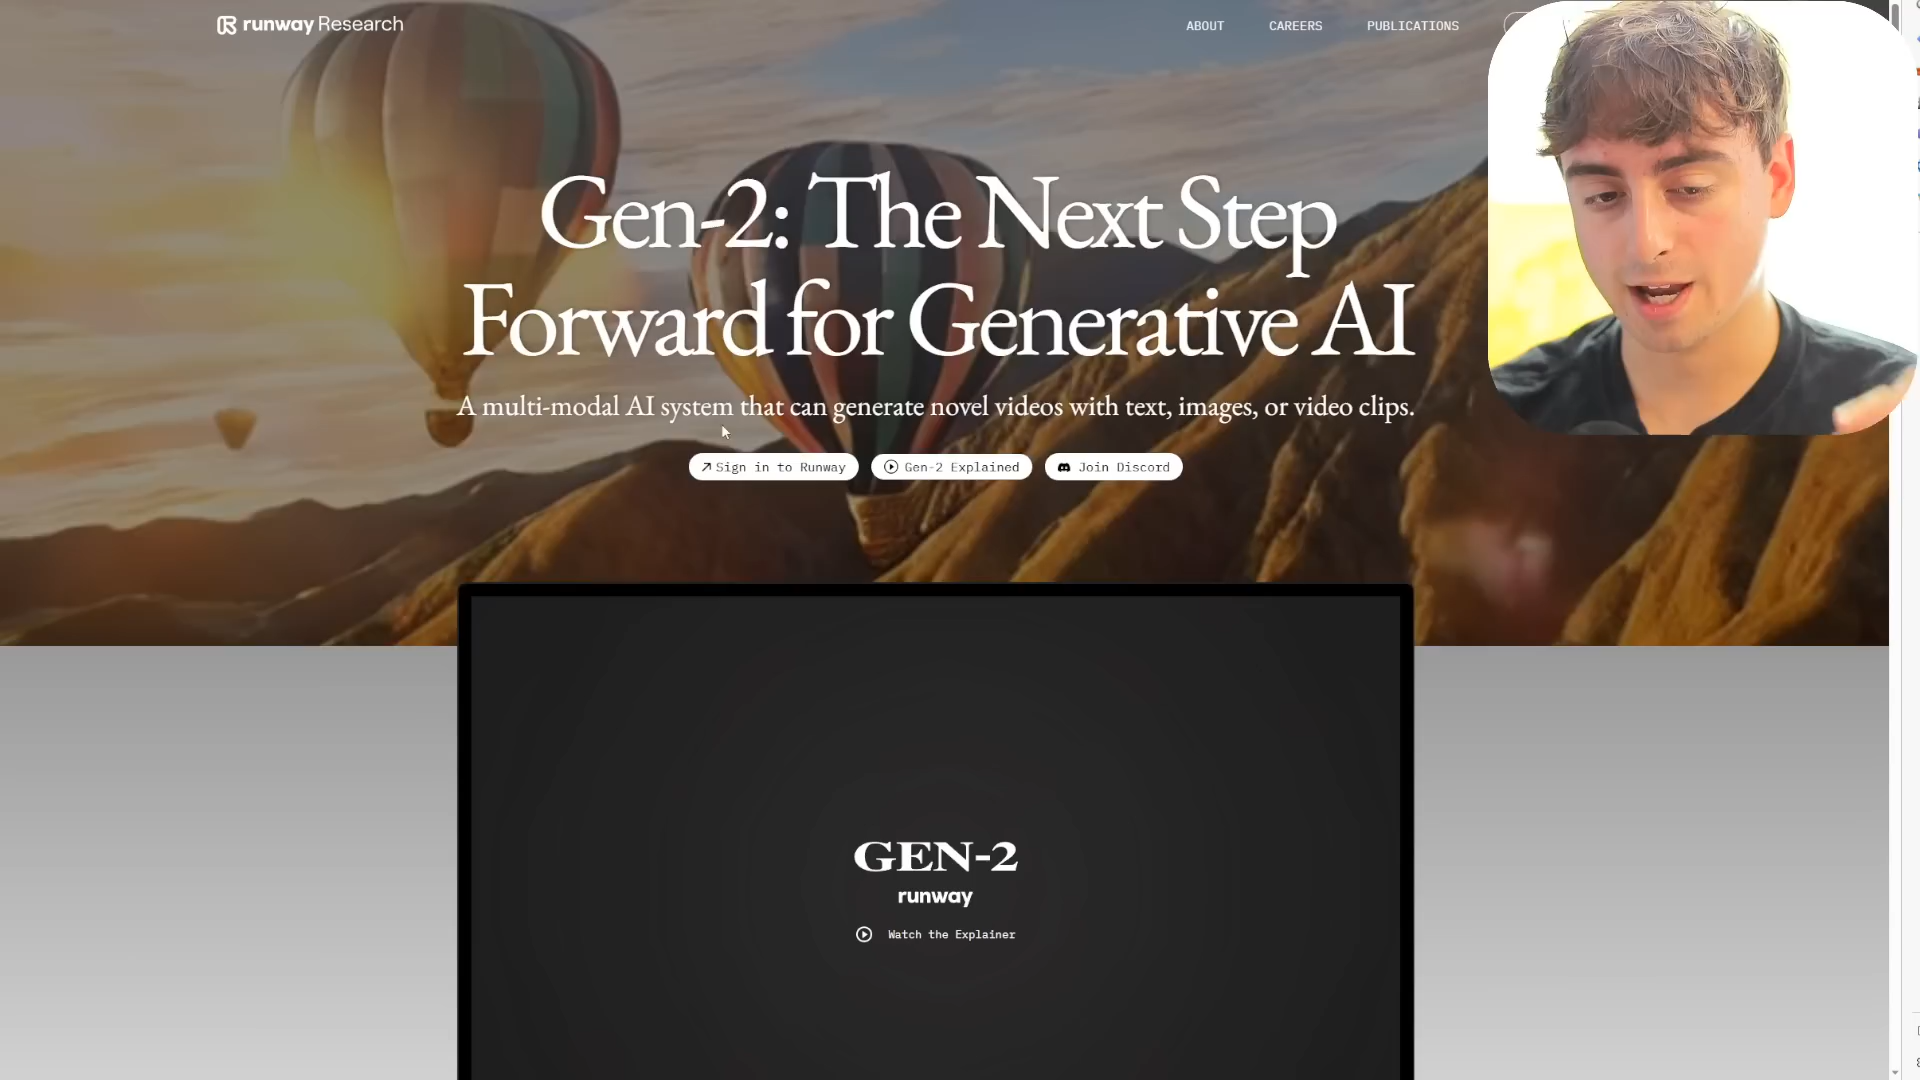 runway Research
ABOUT
CAREERS
PUBLICATIONS
Gen-2: The Next Step
Forward for Generative AI
A multi-modal AI system that can generate novel videos with text, images, or video clips.
Sign in to Runway
Gen-2 Explained
Join Discord
GEN-2
runway
Watch the Explainer